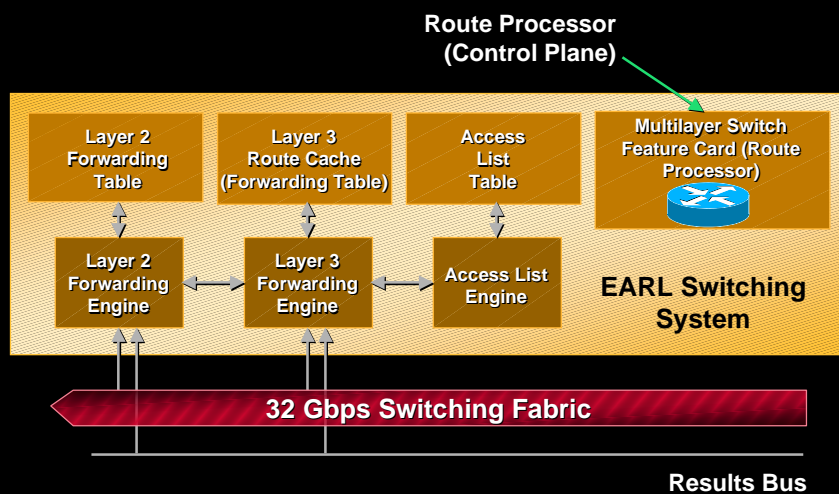 Route Processor
(Control Plane)
Layer 2
Forwarding
Table
Layer 3
Route Cache
(Forwarding Table)
Access
List
Table
Multilayer Switch
Feature Card (Route
Processor)
Layer 2
Forwarding
Engine
Layer 3
Forwarding
Engine
Access List
Engine
EARL Switching
System
32 Gbps Switching Fabric
Results Bus